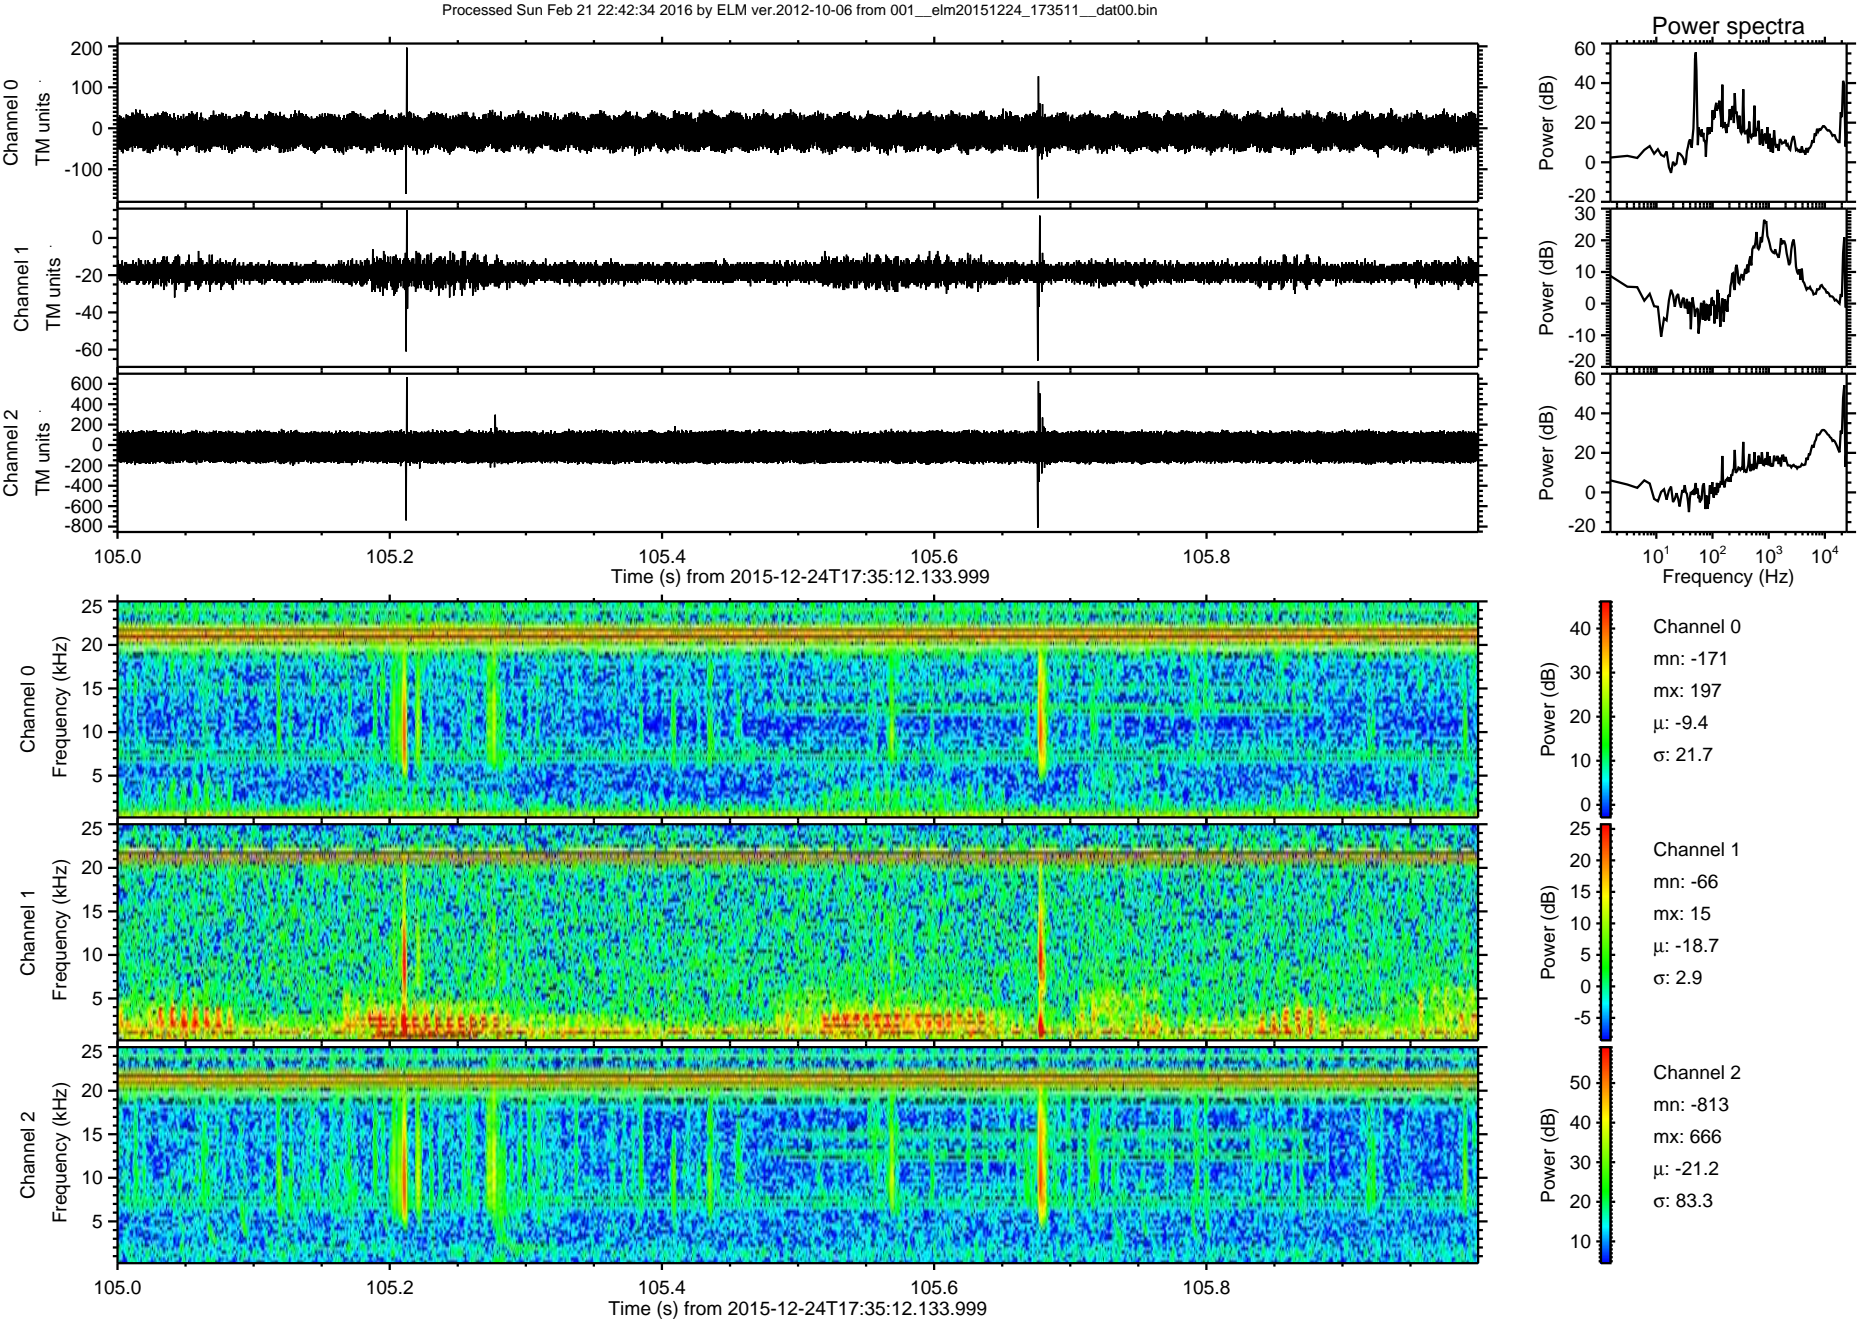 Processed Sun Feb 21 22:42:34 2016 by ELM ver.2012-10-06 from 001__elm20151224_173511__dat00.bin
Power spectra
Channel 0
TM units
200
100
0
-100
Power (dB)
60
40
20
0
-20
Channel 1
TM units
0
-20
-40
-60
Power (dB)
30
20
10
0
-10
-20
Channel 2
TM units
600
400
200
0
-200
-400
-600
-800
Power (dB)
60
40
20
0
-20
105.0 105.2 105.4 105.6 105.8
Time (s) from 2015-12-24T17:35:12.133.999
10^1 10^2 10^3 10^4
Frequency (Hz)
Channel 0
Frequency (kHz)
25
20
15
10
5
Power (dB)
40
30
20
10
0
Channel 0
mn: -171
mx: 197
μ: -9.4
σ: 21.7
Channel 1
Frequency (kHz)
25
20
15
10
5
Power (dB)
25
20
15
10
5
0
-5
Channel 1
mn: -66
mx: 15
μ: -18.7
σ: 2.9
Channel 2
Frequency (kHz)
25
20
15
10
5
Power (dB)
50
40
30
20
10
Channel 2
mn: -813
mx: 666
μ: -21.2
σ: 83.3
105.0 105.2 105.4 105.6 105.8
Time (s) from 2015-12-24T17:35:12.133.999